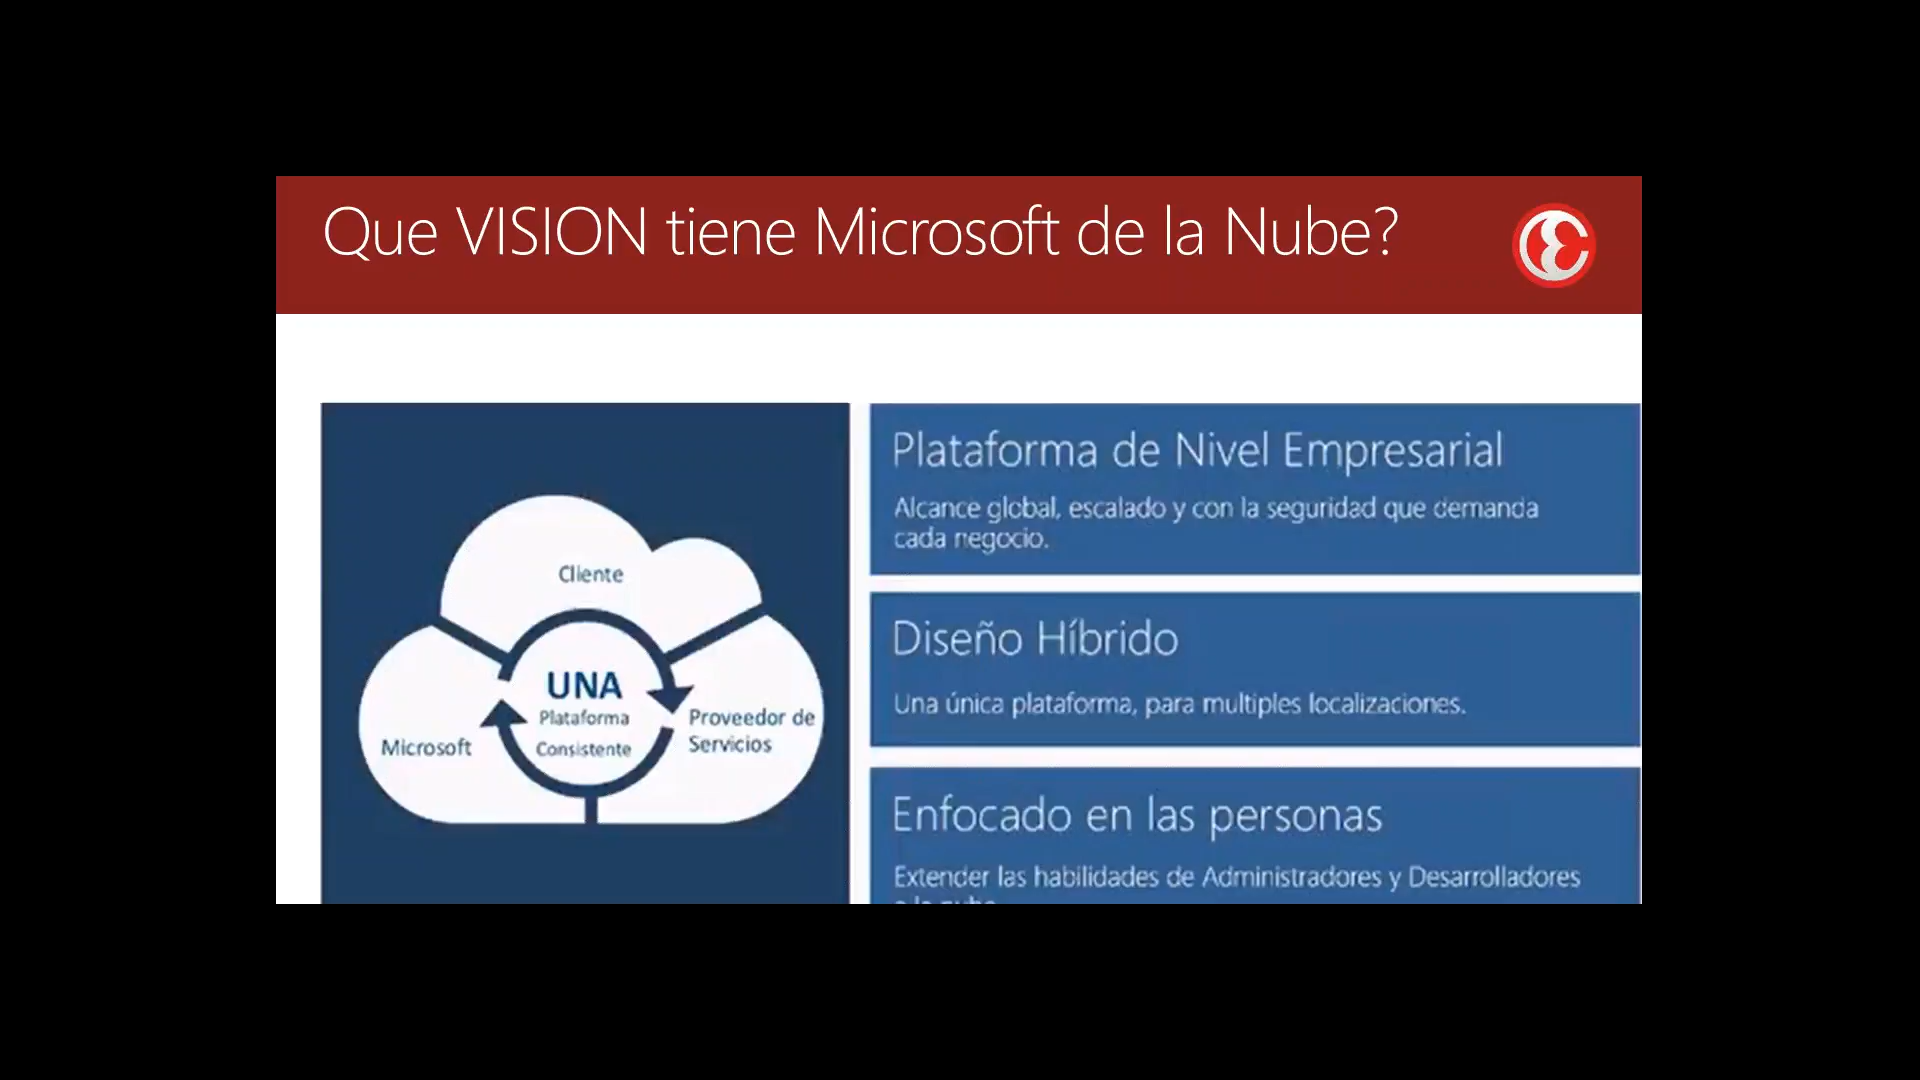 Que VISION tiene Microsoft de la Nube?
Cliente
UNA
Plataforma
Consistente
Microsoft
Proveedor de
Servicios
Plataforma de Nivel Empresarial
Alcance global, escalado y con la seguridad que demanda
cada negocio.
Diseño Híbrido
Una única plataforma, para multiples localizaciones.
Enfocado en las personas
Extender las habilidades de Administradores y Desarrolladores